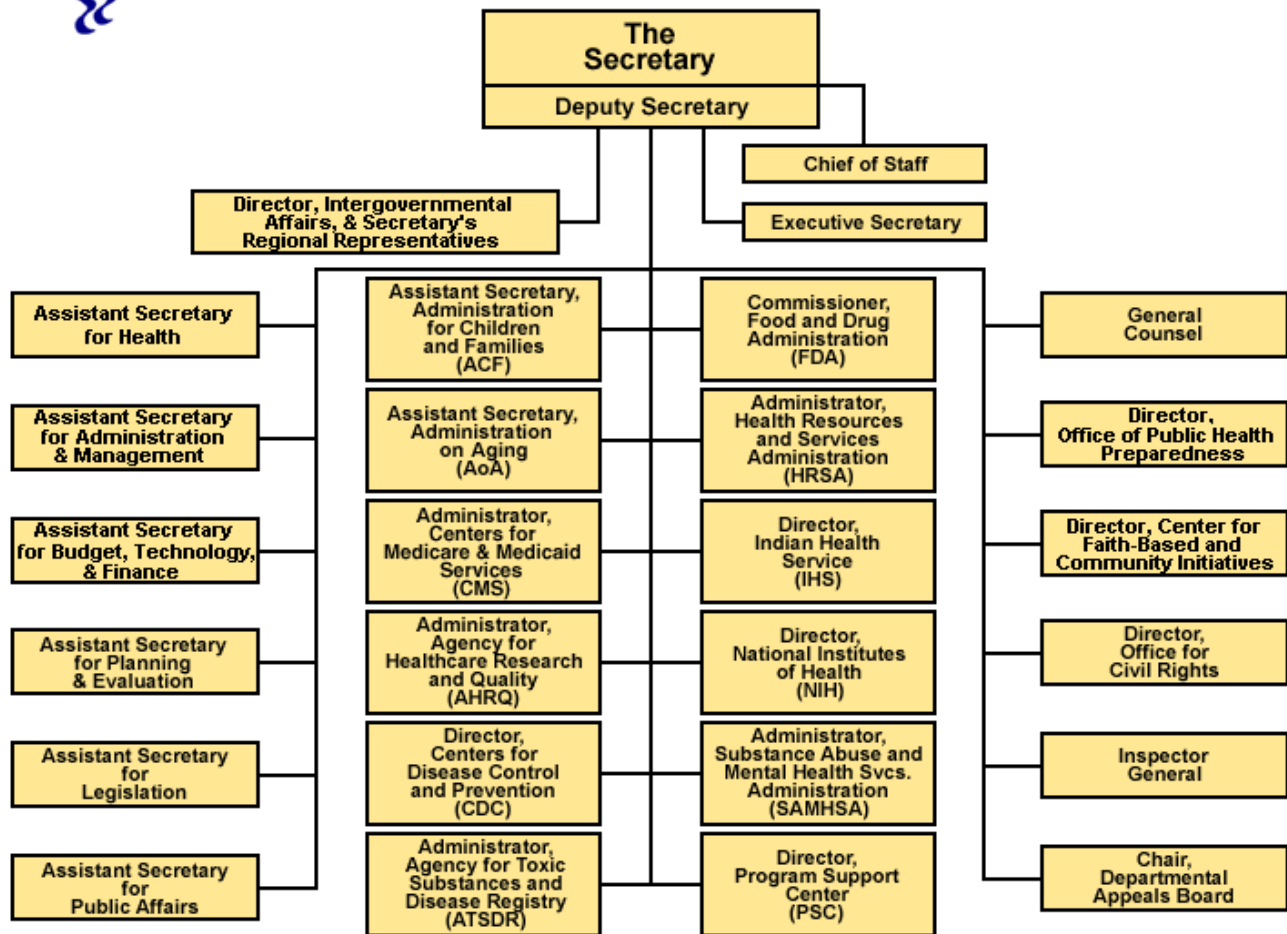 The
Secretary
Deputy Secretary
Chief of Staff
Director, Intergovernmental
Affairs, & Secretary's
Regional Representatives
Executive Secretary
Assistant Secretary
for Health
Assistant Secretary
for Administration
& Management
Assistant Secretary
for Budget, Technology,
& Finance
Assistant Secretary
for Planning
& Evaluation
Assistant Secretary
for
Legislation
Assistant Secretary
for
Public Affairs
Assistant Secretary,
Administration
for Children
and Families
(ACF)
Assistant Secretary,
Administration
on Aging
(AoA)
Administrator,
Centers for
Medicare & Medicaid
Services
(CMS)
Administrator,
Agency for
Healthcare Research
and Quality
(AHRQ)
Director,
Centers for
Disease Control
and Prevention
(CDC)
Administrator,
Agency for Toxic
Substances and
Disease Registry
(ATSDR)
Commissioner,
Food and Drug
Administration
(FDA)
Administrator,
Health Resources
and Services
Administration
(HRSA)
Director,
Indian Health
Service
(IHS)
Director,
National Institutes
of Health
(NIH)
Administrator,
Substance Abuse and
Mental Health Svcs.
Administration
(SAMHSA)
Director,
Program Support
Center
(PSC)
General
Counsel
Director,
Office of Public Health
Preparedness
Director, Center for
Faith-Based and
Community Initiatives
Director,
Office for
Civil Rights
Inspector
General
Chair,
Departmental
Appeals Board